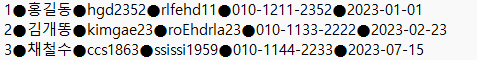 1●홍길동●hgd2352●rlfehd11●010-1211-2352●2023-01-01
2●김개똥●kimgae23●roEhdrla23●010-1133-2222●2023-02-23
3●채철수●ccs1863●ssissi1959●010-1144-2233●2023-07-15